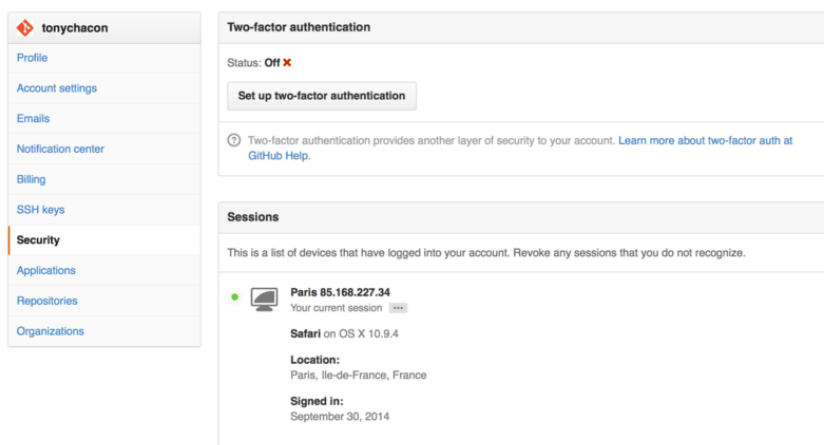 tonychacon
Profile
Account settings
Emails
Notification center
Billing
SSH keys
Security
Applications
Repositories
Organizations
Two-factor authentication
Status: Off ✖
Set up two-factor authentication
Two-factor authentication provides another layer of security to your account. Learn more about two-factor auth at
GitHub Help.
Sessions
This is a list of devices that have logged into your account. Revoke any sessions that you do not recognize.
Paris 85.168.227.34
Your current session ...
Safari on OS X 10.9.4
Location:
Paris, Ile-de-France, France
Signed in:
September 30, 2014